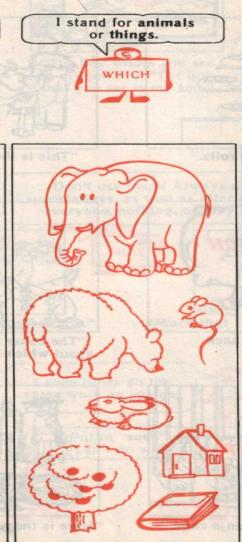 I stand for animals
or things.
WHICH